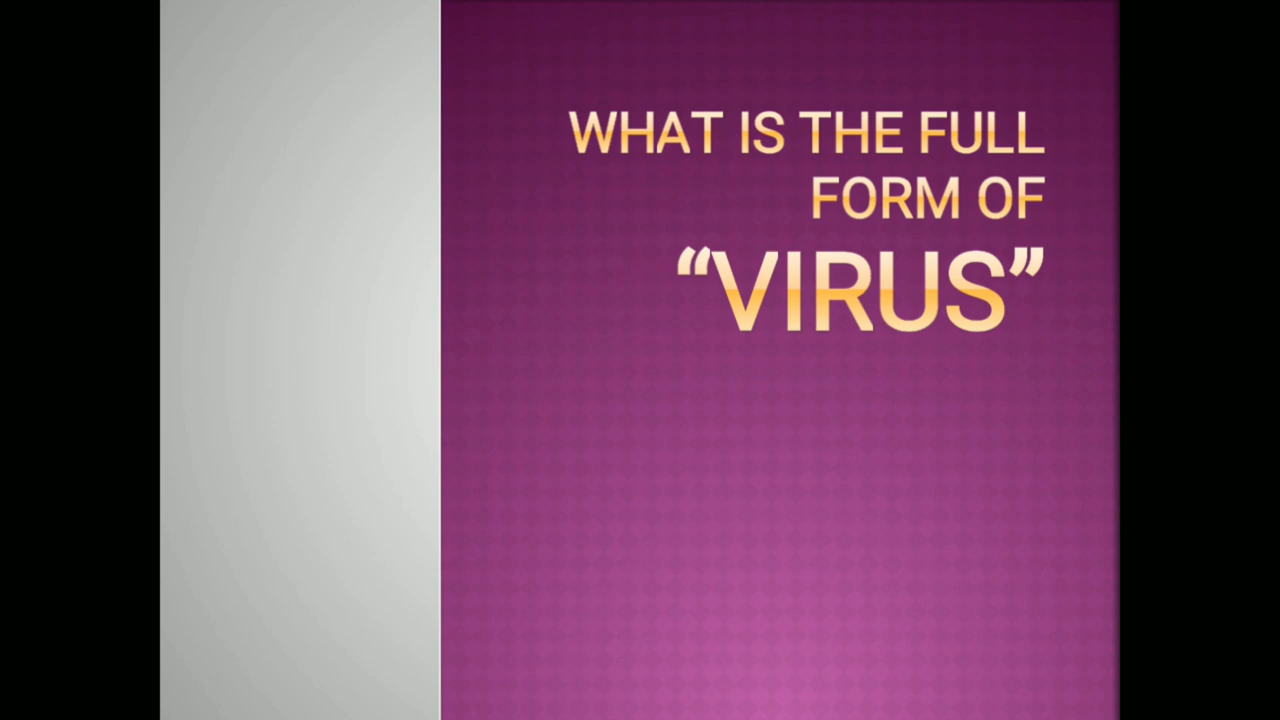 WHAT IS THE FULL
FORM OF
“VIRUS”